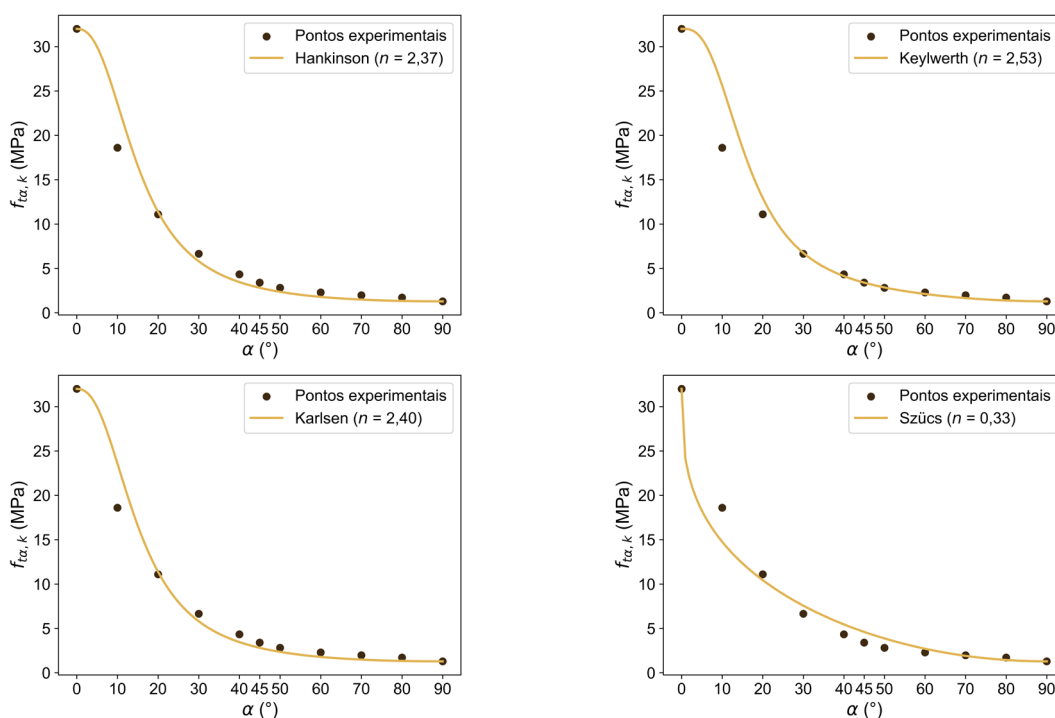 Pontos experimentais
Hankinson (n = 2,37)
f_{tα,k} (MPa)
30
25
20
15
10
5
0
0 10 20 30 40 45 50 60 70 80 90
α (°)
Pontos experimentais
Keylwerth (n = 2,53)
f_{tα,k} (MPa)
30
25
20
15
10
5
0
0 10 20 30 40 45 50 60 70 80 90
α (°)
Pontos experimentais
Karlsen (n = 2,40)
f_{tα,k} (MPa)
30
25
20
15
10
5
0
0 10 20 30 40 45 50 60 70 80 90
α (°)
Pontos experimentais
Szücs (n = 0,33)
f_{tα,k} (MPa)
30
25
20
15
10
5
0
0 10 20 30 40 45 50 60 70 80 90
α (°)